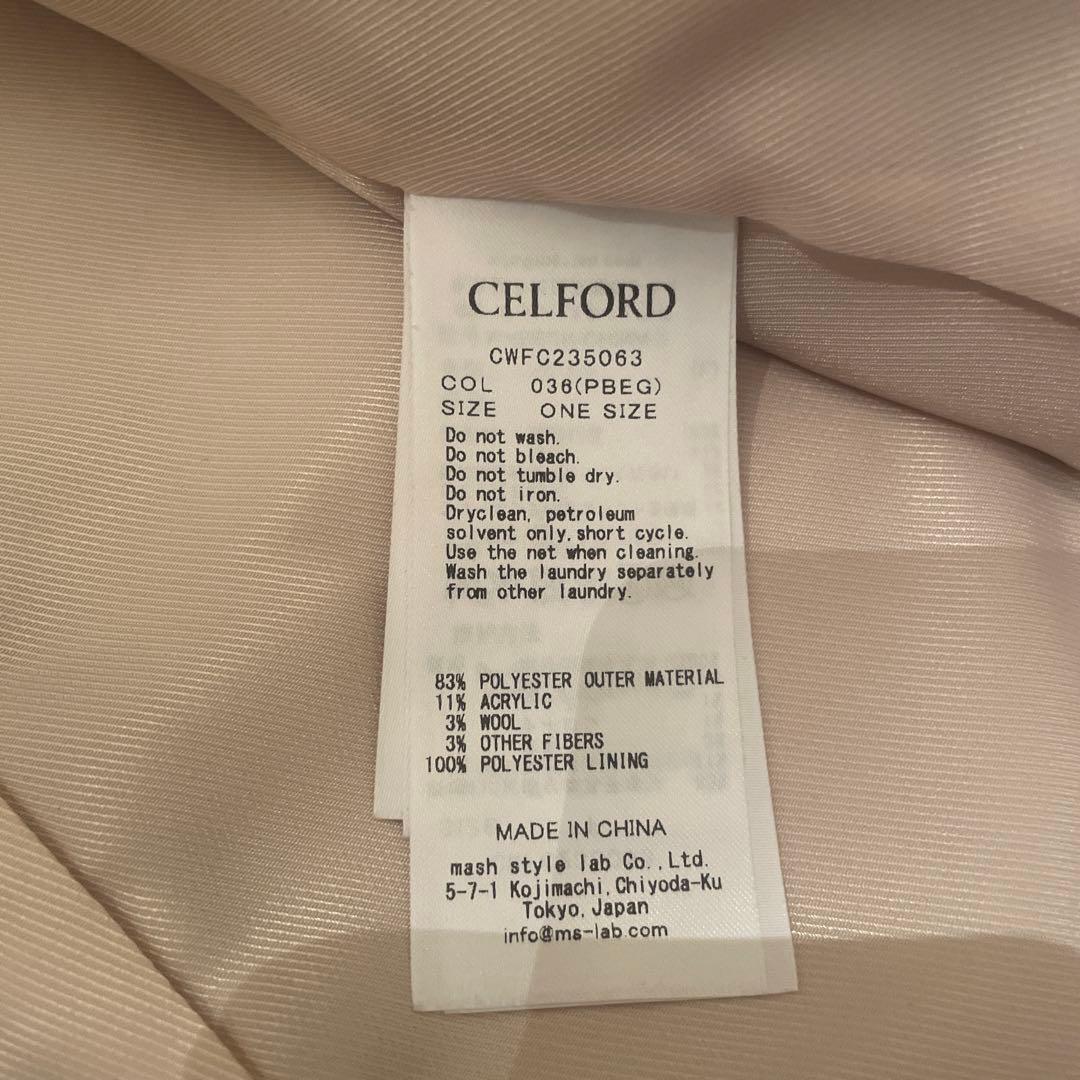 CELFORD
CWFC235063
COL 036(PBEG)
SIZE ONE SIZE
Do not wash.
Do not bleach.
Do not tumble dry.
Do not iron.
Dryclean, petroleum
solvent only, short cycle.
Use the net when cleaning.
Wash the laundry separately
from other laundry.
83% POLYESTER OUTER MATERIAL
11% ACRYLIC
3% WOOL
3% OTHER FIBERS
100% POLYESTER LINING
MADE IN CHINA
mash style lab Co.,Ltd.
5-7-1 Kojimachi,Chiyoda-Ku
Tokyo,Japan
info@ms-lab.com